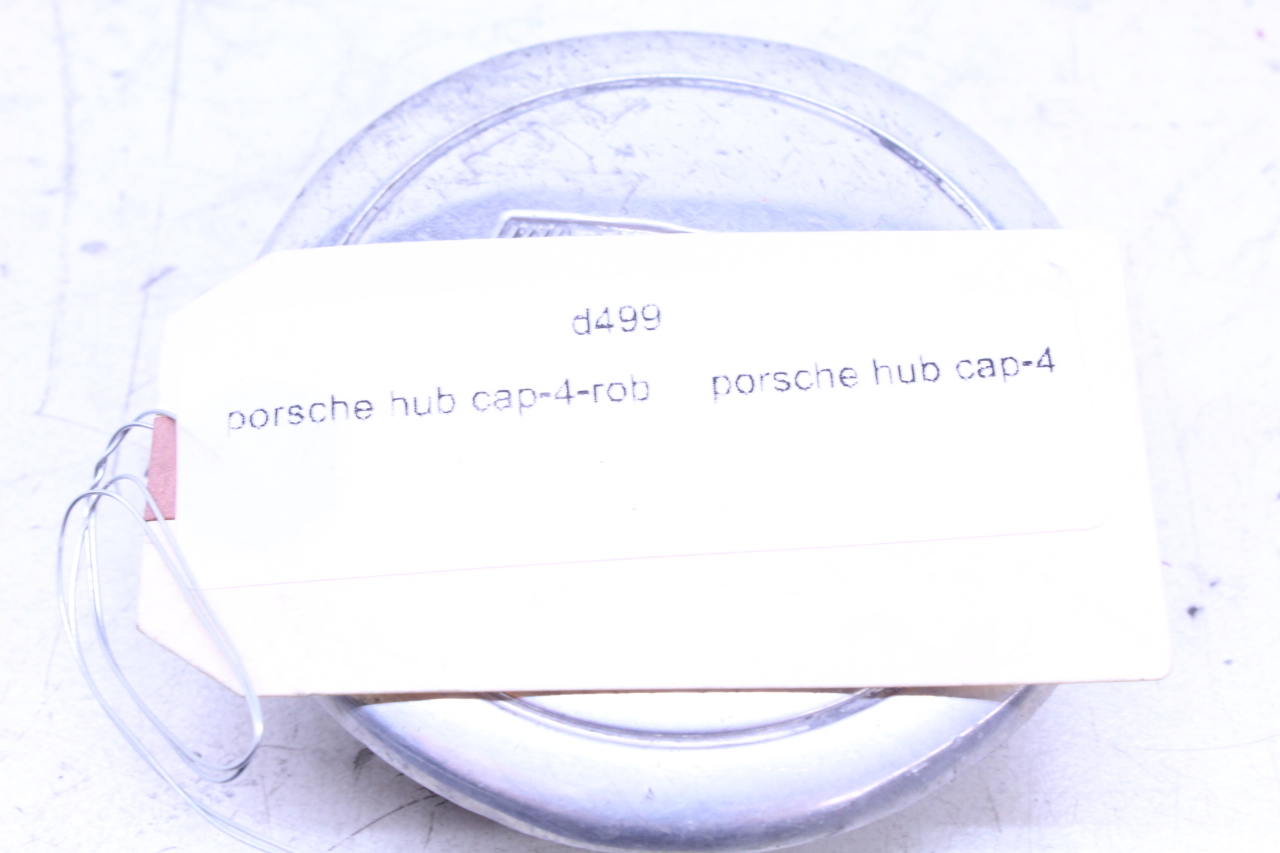 d499
porsche hub cap-4-rob porsche hub cap-4